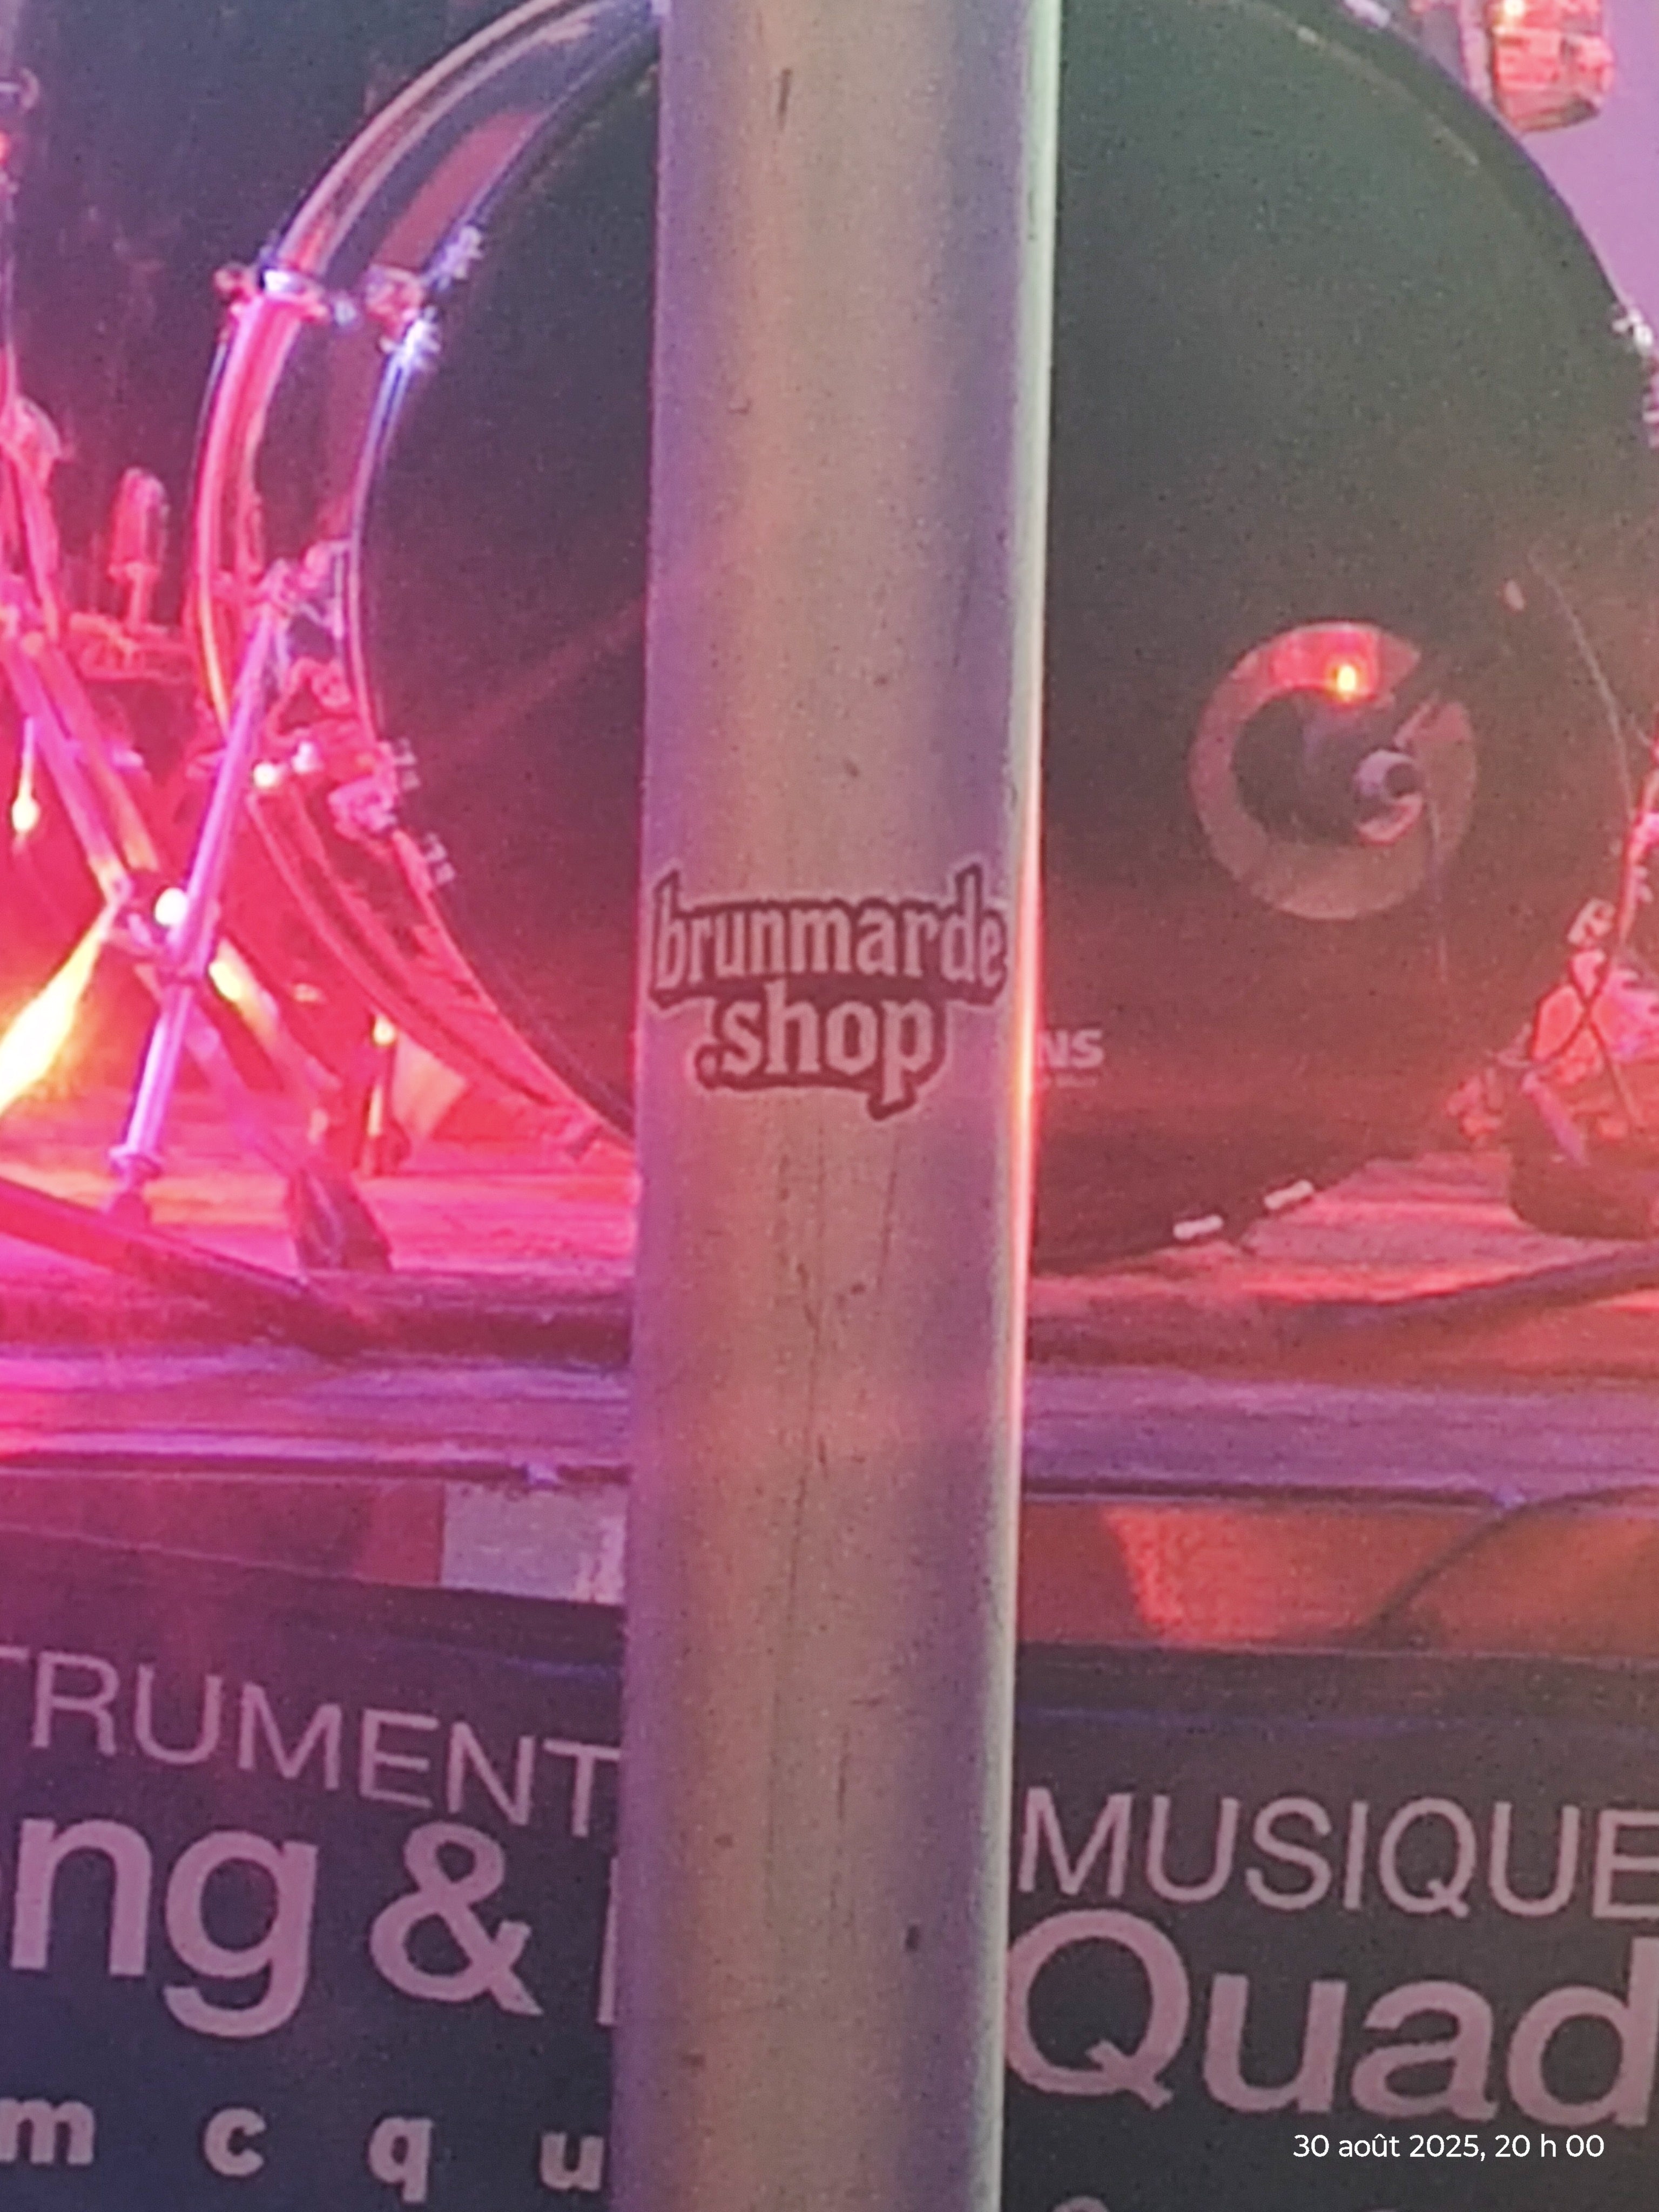 brunmarde
.shop
NS
TRUMENT
MUSIQUE
ng &
Quad
m c q u
30 août 2025, 20 h 00